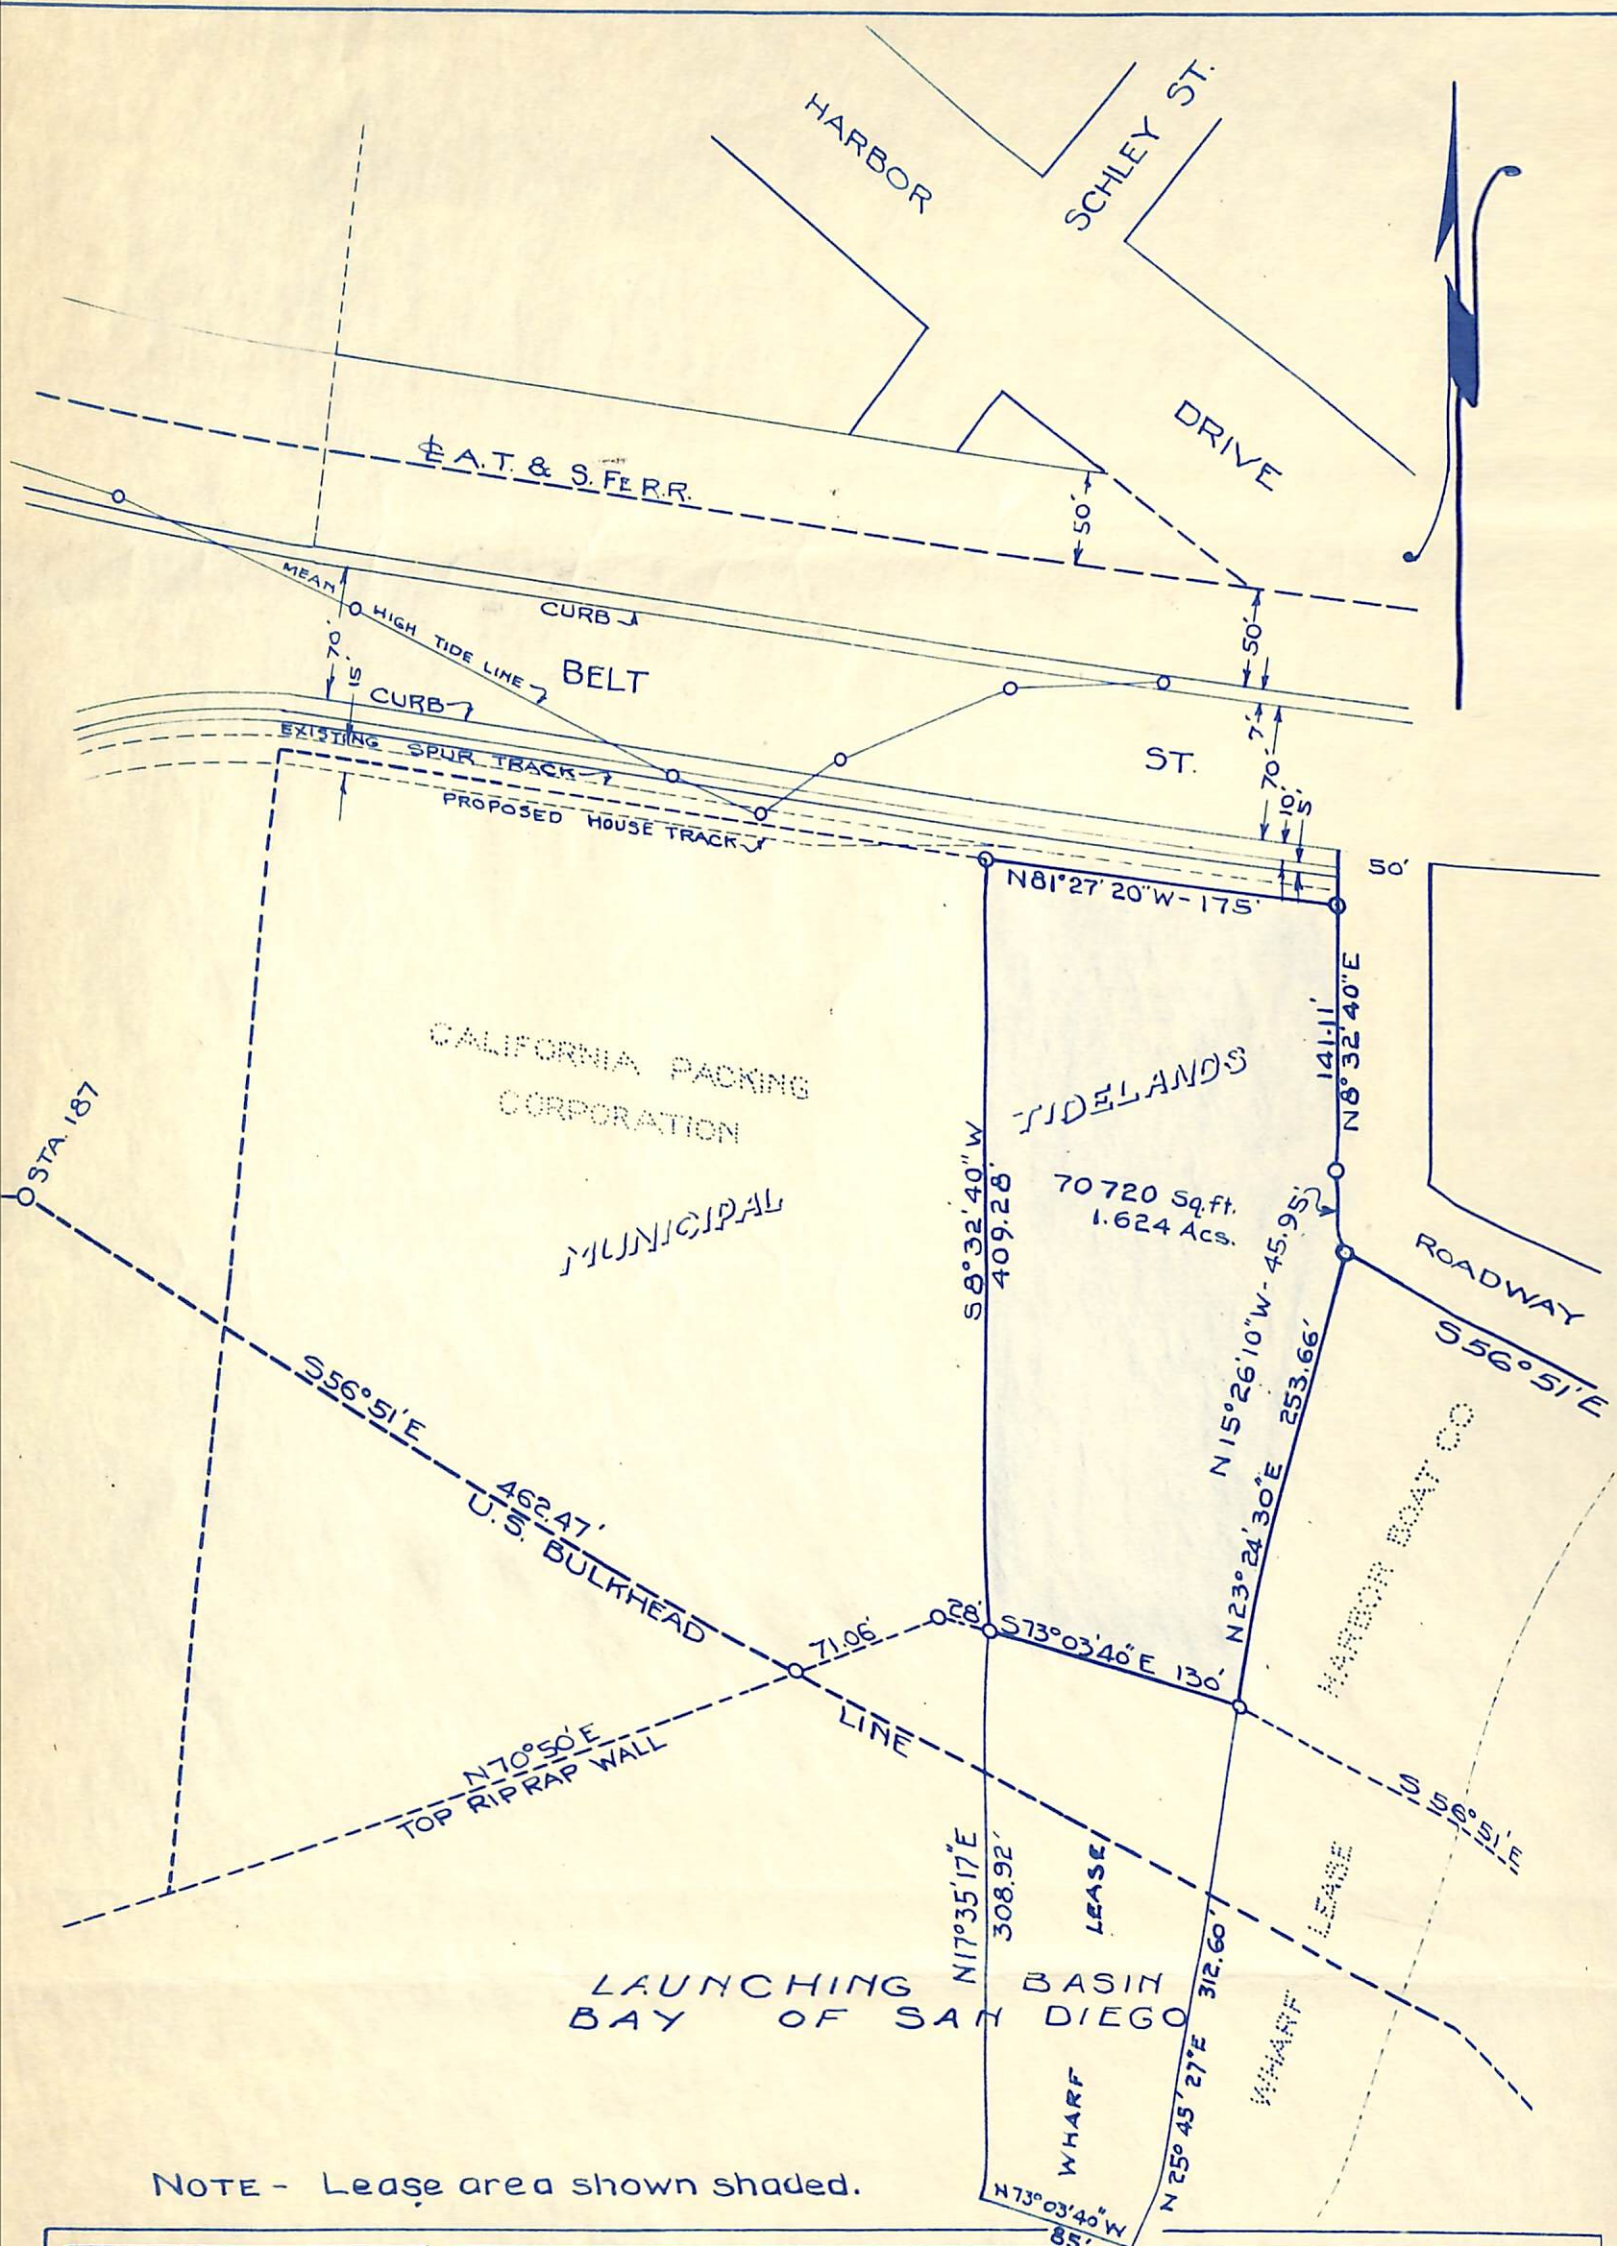 HARBOR
SCHLEY ST.
DRIVE
℄ A.T. & S. FE R.R.
50'
MEAN
HIGH TIDE LINE
CURB
70'
15'
BELT
50'
CURB
EXISTING SPUR TRACK
PROPOSED HOUSE TRACK
ST.
7'
70'
10'
5'
50'
N81°27'20"W-175'
141.11'
N8°32'40"E
CALIFORNIA PACKING
CORPORATION
TIDELANDS
STA. 187
S8°32'40"W
409.28'
70 720 Sq.ft.
1.624 Acs.
MUNICIPAL
N15°26'10"W-45.95'
ROADWAY
S56°51'E
S56°51'E
462.47'
U.S. BULKHEAD
LINE
N23°24'30"E 253.66'
HARBOR BOAT CO
71.06'
28'
S73°03'40"E 130'
N70°50'E
TOP RIPRAP WALL
S 56°51'E
N17°35'17"E
308.92'
LEASE
LEASE
N 25°45'27"E 312.60'
LAUNCHING BASIN
BAY OF SAN DIEGO
WHARF
WHARF
NOTE - Lease area shown shaded.
N73°03'40"W
85'